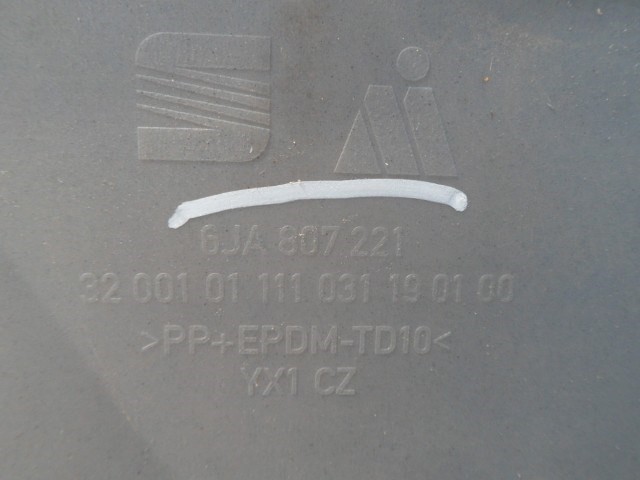 6JA 807 221
32 001 01 111 031 19 01 00
>PP+EPDM-TD10<
YX1 CZ